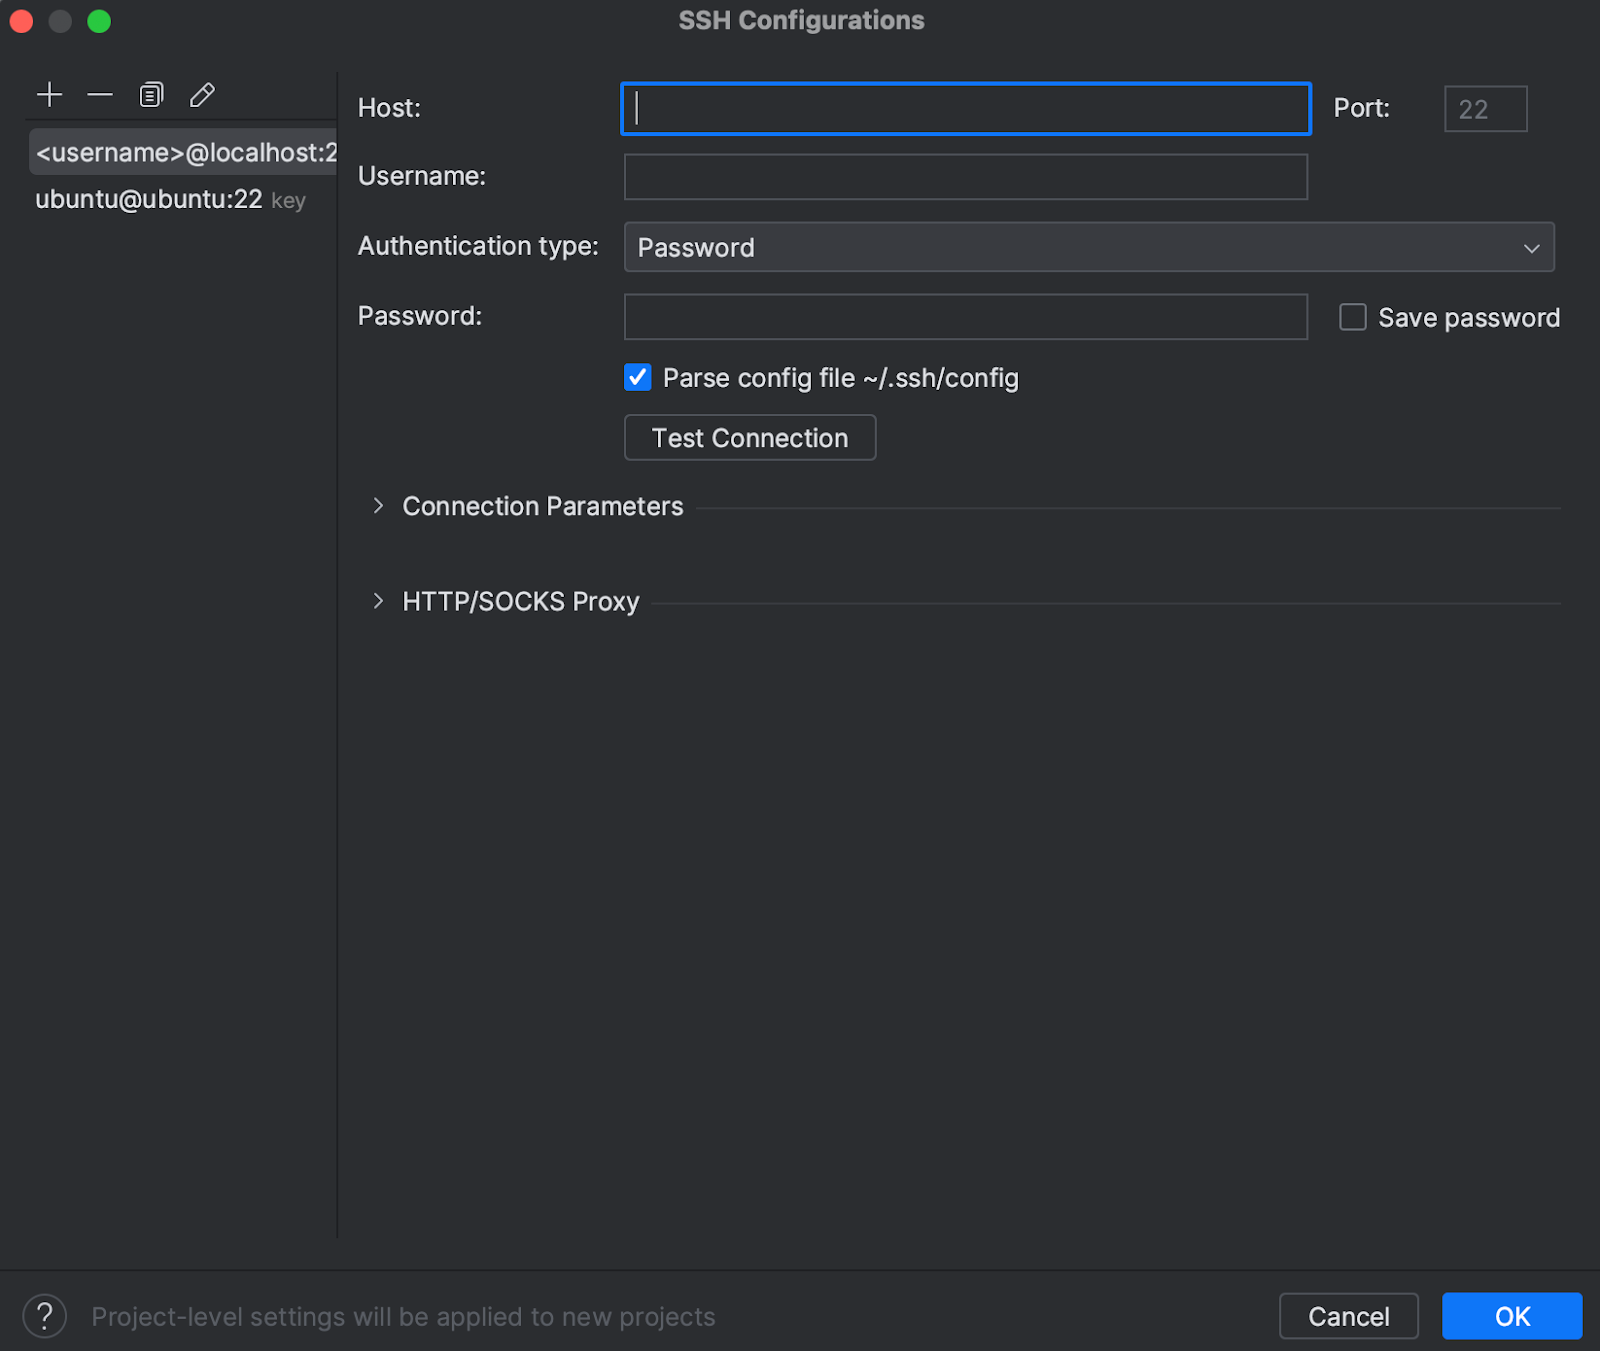 SSH Configurations
<username>@localhost:2
ubuntu@ubuntu:22 key
Host:
Port: 22
Username:
Authentication type: Password
Password:
Save password
Parse config file ~/.ssh/config
Test Connection
Connection Parameters
HTTP/SOCKS Proxy
? Project-level settings will be applied to new projects
Cancel OK